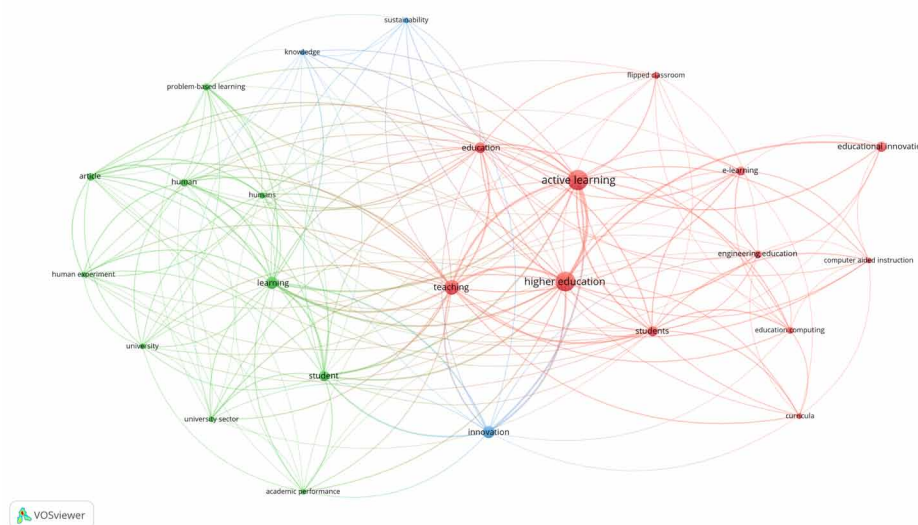 sustainability
knowledge
flipped classroom
problem-based learning
education
educational innovatio
e-learning
article
human
active learning
humans
engineering education
computer aided instruction
human experiment
learning
teaching
higher education
students
education computing
university
student
curricula
university sector
innovation
academic performance
VOSviewer